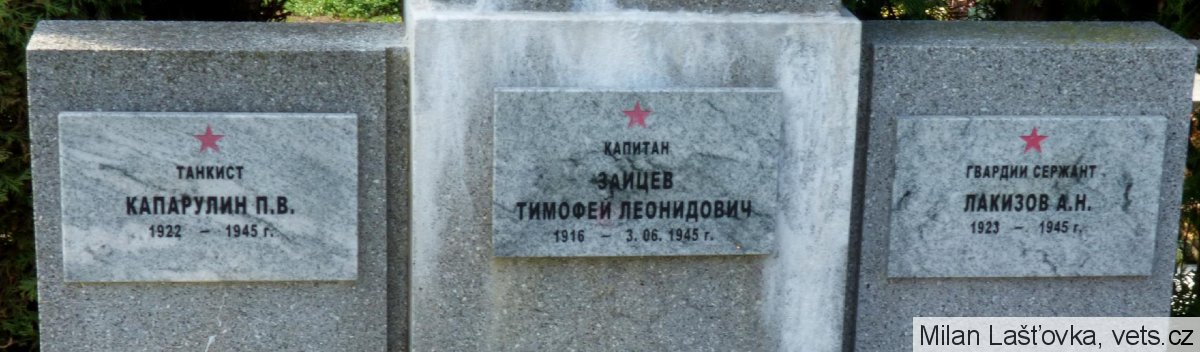 ТАНКИСТ
КАПАРУЛИН П.В.
1922 – 1945 г.
КАПИТАН
ЗАЙЦЕВ
ТИМОФЕЙ ЛЕОНИДОВИЧ
1916 – 3. 06. 1945 г.
ГВАРДИИ СЕРЖАНТ
ЛАКИЗОВ А.Н.
1923 – 1945 г.
Milan Lašťovka, vets.cz